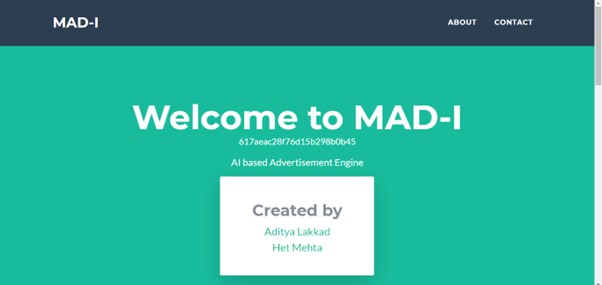 MAD-I
ABOUT CONTACT
Welcome to MAD-I
617aeac28f76d15b298b0b45
AI based Advertisement Engine
Created by
Aditya Lakkad
Het Mehta